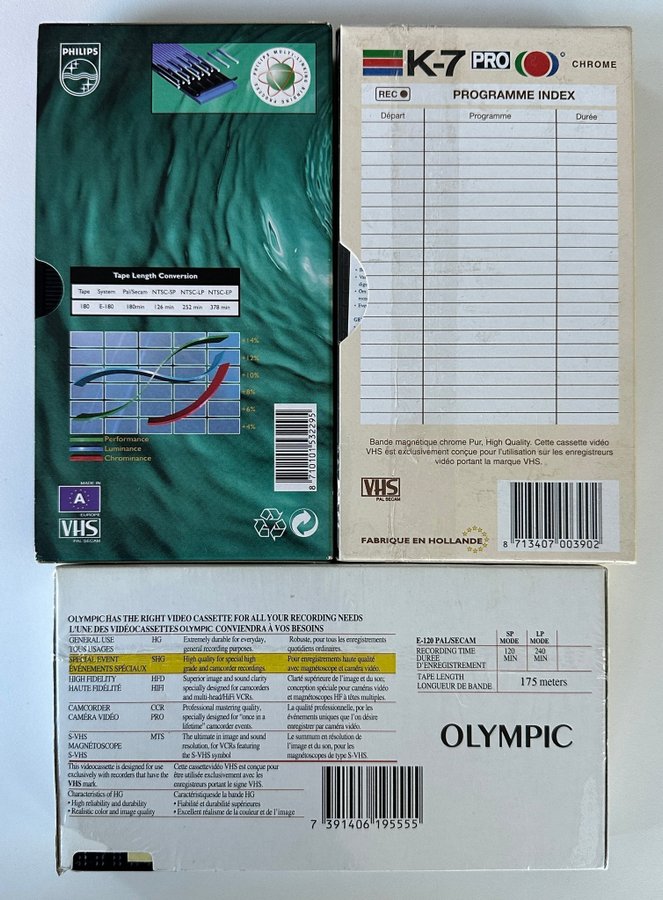 PHILIPS
PHILIPS MULTI-LINKING BINDING PROCESS
Tape Length Conversion
Tape System Pal/Secam NTSC-SP NTSC-LP NTSC-EP
180 E-180 180min 126 min 252 min 378 min
+14%
+12%
+10%
+8%
+6%
+4%
Performance
Luminance
Chrominance
MADE IN
A
EUROPE
VHS
PAL SECAM
8 710101 532295
K-7 PRO CHROME
REC PROGRAMME INDEX
Départ Programme Durée
Bande magnétique chrome Pur, High Quality. Cette cassette vidéo
VHS est exclusivement conçue pour l'utilisation sur les enregistreurs
vidéo portant la marque VHS.
VHS
PAL SECAM
FABRIQUE EN HOLLANDE
8 713407 003902
OLYMPIC HAS THE RIGHT VIDEO CASSETTE FOR ALL YOUR RECORDING NEEDS
L'UNE DES VIDÉOCASSETTES OLYMPIC CONVIENDRA À VOS BESOINS
GENERAL USE HG Extremely durable for everyday, Robuste, pour tous les enregistrements
TOUS USAGES general recording purposes. quotidiens ordinaires.
SPECIAL EVENT SHG High quality for special high Pour enregistrements haute qualité
ÉVÉNEMENTS SPÉCIAUX grade and camcorder recordings. avec magnétoscope et caméra vidéo.
HIGH FIDELITY HFD Superior image and sound clarity Clarté supérieure de l'image et du son;
HAUTE FIDÉLITÉ HIFI specially designed for camcorders conception spéciale pour caméras vidéo
and multi-head/HiFi VCRs. et magnétoscopes HF à têtes multiples.
CAMCORDER CCR Professional mastering quality, La qualité professionnelle, por les
CAMÉRA VIDÉO PRO specially designed for "once in a événements uniques que l'on désire
lifetime" camcorder events. enregistrer par caméra vidéo.
S-VHS MTS The ultimate in image and sound Le summum en résolution de
MAGNÉTOSCOPE resolution, for VCRs featuring l'image et du son, pour les
S-VHS the S-VHS symbol magnétoscopes de type S-VHS.
This videocassette is designed for use Cette cassettevidéo VHS est conçue pour
exclusively with recorders that have the être utilisée exclusivement avec les
VHS mark. enregistreurs portant le signe VHS.
Characteristics of HG Caractéristiquesde la bande HG
• High reliability and durability • Fiabilité et durabilité supérieures
• Realistic color and image quality • Excellent réalisme de la couleur et de l'image
E-120 PAL/SECAM SP MODE LP MODE
RECORDING TIME 120 MIN 240 MIN
DUREE
D'ENREGISTREMENT
TAPE LENGTH 175 meters
LONGUEUR DE BANDE
OLYMPIC
7 391406 195555